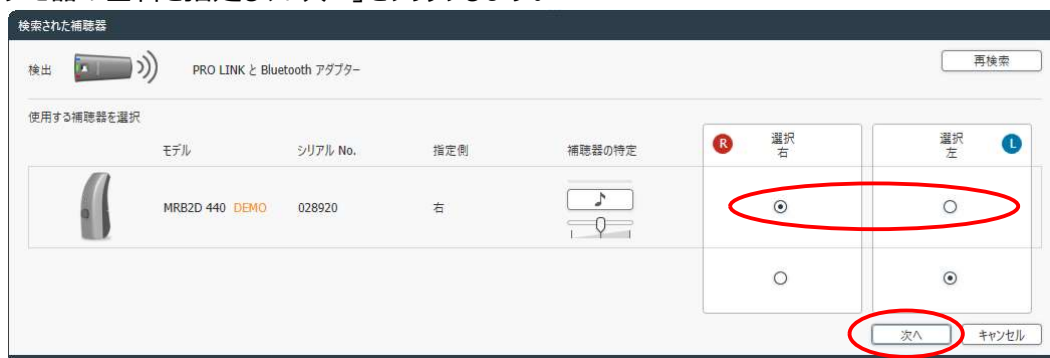 検索された補聴器
検出 PRO LINK と Bluetooth アダプター 再検索
使用する補聴器を選択
モデル シリアル No. 指定側 補聴器の特定 R 選択 右 選択 左 L
MRB2D 440 DEMO 028920 右
次へ キャンセル